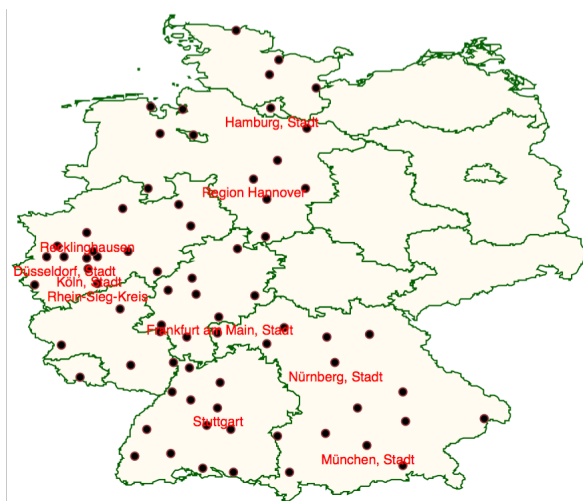 Hamburg, Stadt
Region Hannover
Recklinghausen
Düsseldorf, Stadt
Köln, Stadt
Rhein-Sieg-Kreis
Frankfurt am Main, Stadt
Nürnberg, Stadt
Stuttgart
München, Stadt